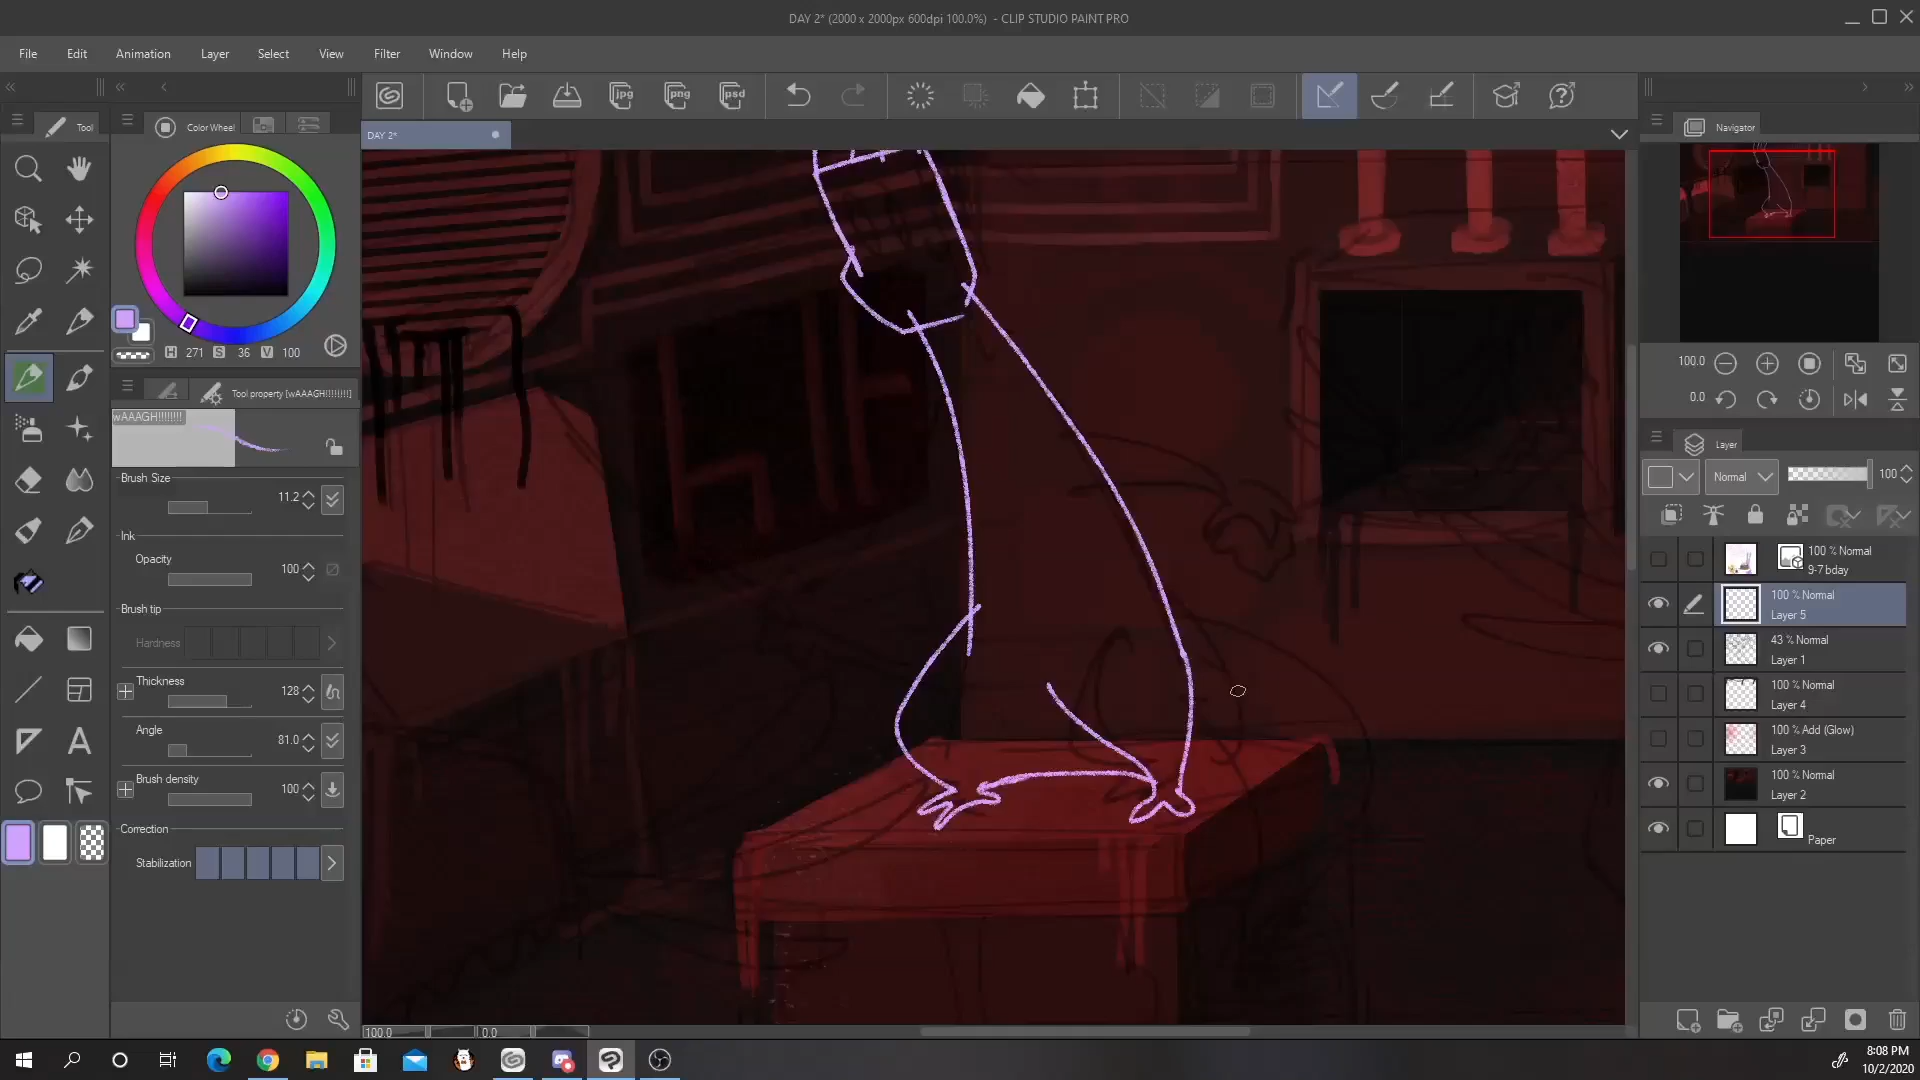 DAY 2* (2000 x 2000px 600dpi 100.0%) - CLIP STUDIO PAINT PRO
File Edit Animation Layer Select View Filter Window Help
jpg png psd
Tool
Color Wheel
DAY 2*
Navigator
H 271 S 36 V 100
Tool property [wAAAGH!!!!!!!!]
wAAAGH!!!!!!!!
Brush Size
11.2
Ink
Opacity 100
Brush tip
Hardness
Thickness 128
Angle 81.0
Brush density 100
Correction
Stabilization
100.0 0.0
100.0
0.0
Layer
Normal 100
100 % Normal
9-7 bday
100 % Normal
Layer 5
43 % Normal
Layer 1
100 % Normal
Layer 4
100 % Add (Glow)
Layer 3
100 % Normal
Layer 2
Paper
8:08 PM
10/2/2020